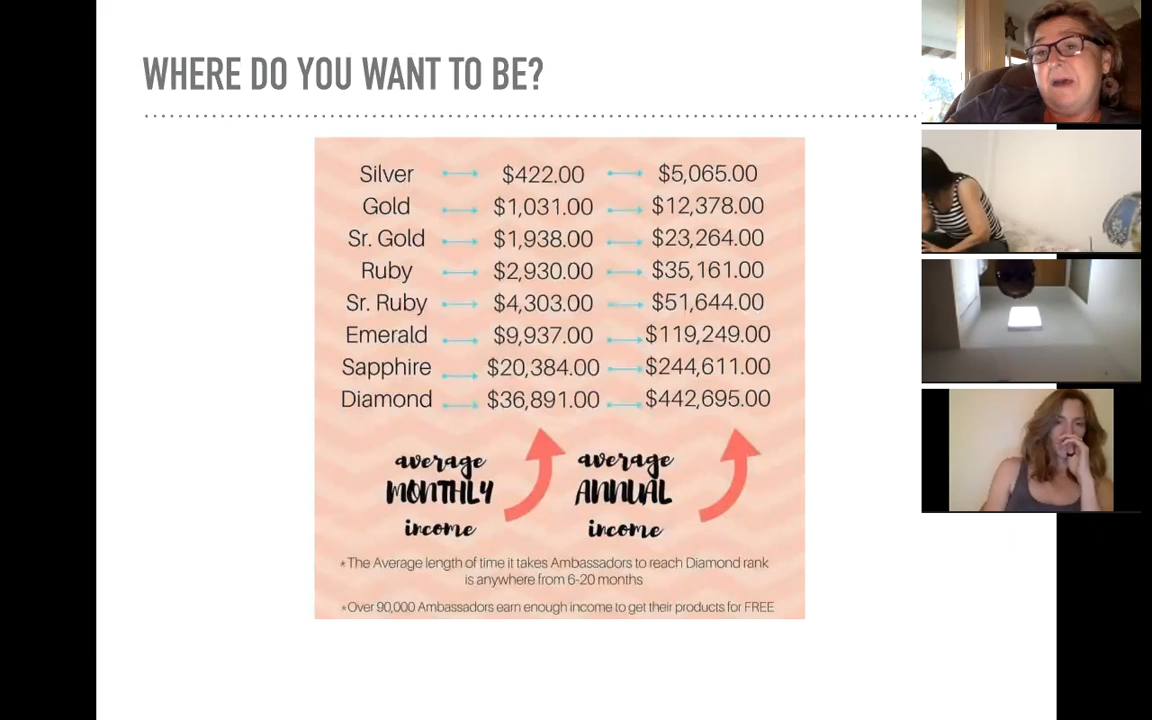 WHERE DO YOU WANT TO BE?
Silver $422.00 $5,065.00
Gold $1,031.00 $12,378.00
Sr. Gold $1,938.00 $23,264.00
Ruby $2,930.00 $35,161.00
Sr. Ruby $4,303.00 $51,644.00
Emerald $9,937.00 $119,249.00
Sapphire $20,384.00 $244,611.00
Diamond $36,891.00 $442,695.00
average
MONTHLY
income
average
ANNUAL
income
*The Average length of time it takes Ambassadors to reach Diamond rank
is anywhere from 6-20 months
*Over 90,000 Ambassadors earn enough income to get their products for FREE